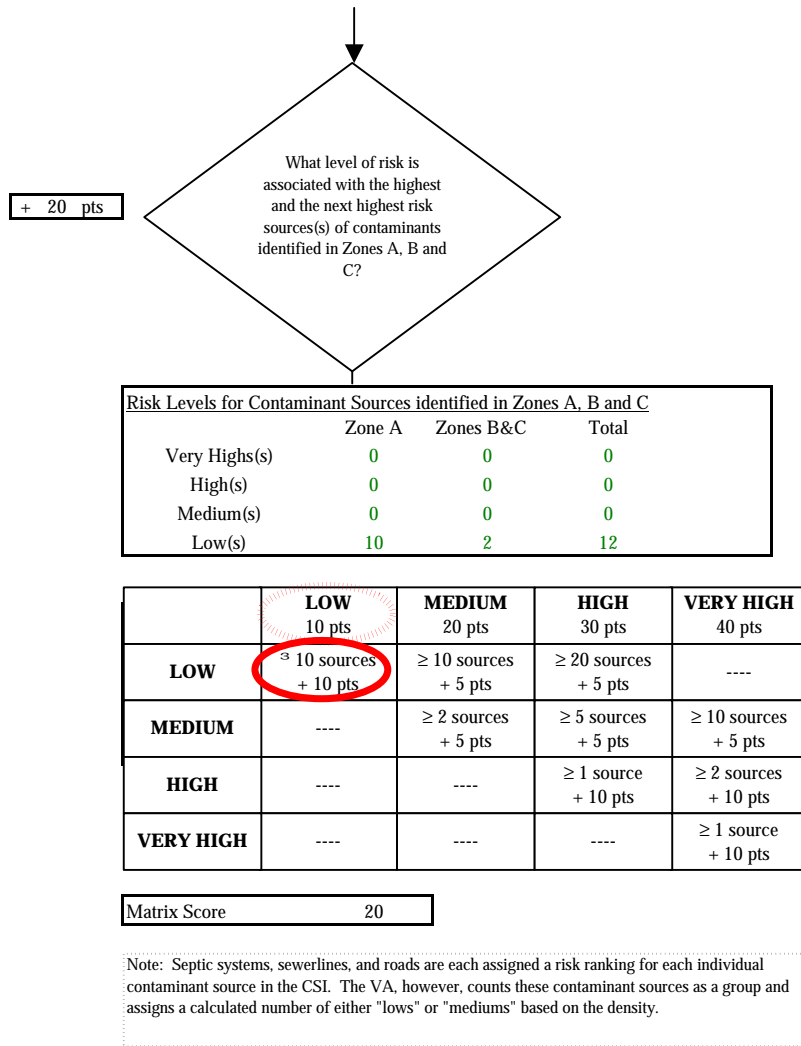 What level of risk is
associated with the highest
and the next highest risk
sources(s) of contaminants
identified in Zones A, B and
C?
+ 20 pts
Risk Levels for Contaminant Sources identified in Zones A, B and C
Zone A Zones B&C Total
Very Highs(s) 0 0 0
High(s) 0 0 0
Medium(s) 0 0 0
Low(s) 10 2 12
LOW MEDIUM HIGH VERY HIGH
10 pts 20 pts 30 pts 40 pts
LOW ³ 10 sources + 10 pts ≥ 10 sources + 5 pts ≥ 20 sources + 5 pts ----
MEDIUM ---- ≥ 2 sources + 5 pts ≥ 5 sources + 5 pts ≥ 10 sources + 5 pts
HIGH ---- ---- ≥ 1 source + 10 pts ≥ 2 sources + 10 pts
VERY HIGH ---- ---- ---- ≥ 1 source + 10 pts
Matrix Score 20
Note: Septic systems, sewerlines, and roads are each assigned a risk ranking for each individual
contaminant source in the CSI. The VA, however, counts these contaminant sources as a group and
assigns a calculated number of either "lows" or "mediums" based on the density.